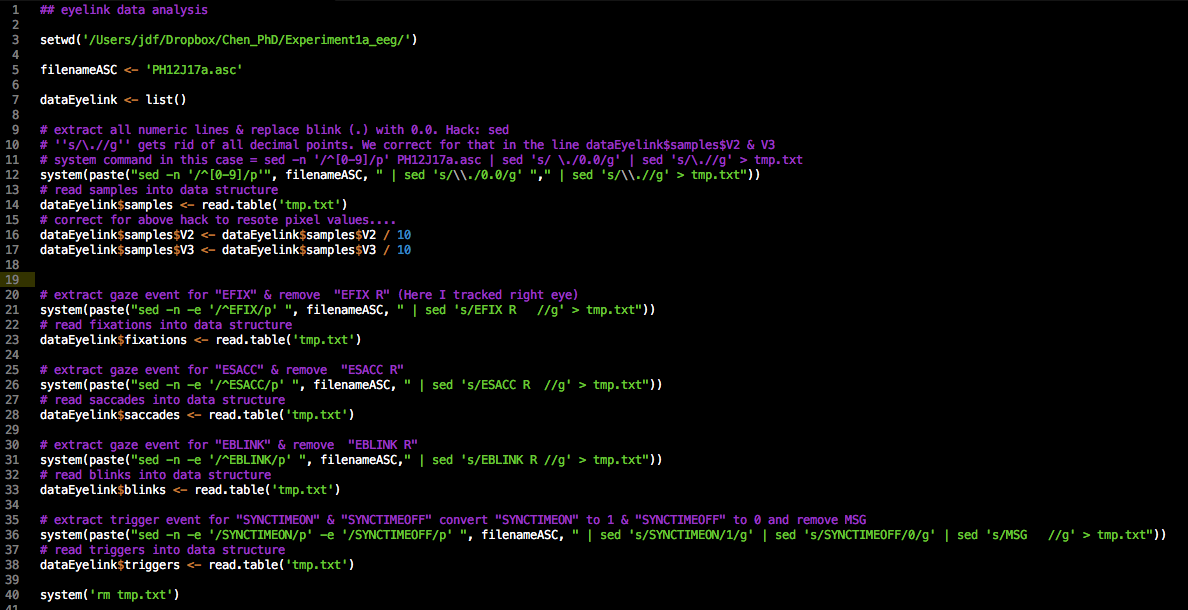 1 ## eyelink data analysis
2
3 setwd('/Users/jdf/Dropbox/Chen_PhD/Experiment1a_eeg/')
4
5 filenameASC <- 'PH12J17a.asc'
6
7 dataEyelink <- list()
8
9 # extract all numeric lines & replace blink (.) with 0.0. Hack: sed
10 # ''s/\.//g'' gets rid of all decimal points. We correct for that in the line dataEyelink$samples$V2 & V3
11 # system command in this case = sed -n '/^[0-9]/p' PH12J17a.asc | sed 's/ \./0.0/g' | sed 's/\.//g' > tmp.txt
12 system(paste("sed -n '/^[0-9]/p'", filenameASC, " | sed 's/\\./0.0/g' "," | sed 's/\\.//g' > tmp.txt"))
13 # read samples into data structure
14 dataEyelink$samples <- read.table('tmp.txt')
15 # correct for above hack to resote pixel values....
16 dataEyelink$samples$V2 <- dataEyelink$samples$V2 / 10
17 dataEyelink$samples$V3 <- dataEyelink$samples$V3 / 10
18
19
20 # extract gaze event for "EFIX" & remove  "EFIX R" (Here I tracked right eye)
21 system(paste("sed -n -e '/^EFIX/p' ", filenameASC, " | sed 's/EFIX R   //g' > tmp.txt"))
22 # read fixations into data structure
23 dataEyelink$fixations <- read.table('tmp.txt')
24
25 # extract gaze event for "ESACC" & remove  "ESACC R"
26 system(paste("sed -n -e '/^ESACC/p' ", filenameASC, " | sed 's/ESACC R  //g' > tmp.txt"))
27 # read saccades into data structure
28 dataEyelink$saccades <- read.table('tmp.txt')
29
30 # extract gaze event for "EBLINK" & remove  "EBLINK R"
31 system(paste("sed -n -e '/^EBLINK/p' ", filenameASC," | sed 's/EBLINK R //g' > tmp.txt"))
32 # read blinks into data structure
33 dataEyelink$blinks <- read.table('tmp.txt')
34
35 # extract trigger event for "SYNCTIMEON" & "SYNCTIMEOFF" convert "SYNCTIMEON" to 1 & "SYNCTIMEOFF" to 0 and remove MSG
36 system(paste("sed -n -e '/SYNCTIMEON/p' -e '/SYNCTIMEOFF/p' ", filenameASC, " | sed 's/SYNCTIMEON/1/g' | sed 's/SYNCTIMEOFF/0/g' | sed 's/MSG   //g' > tmp.txt"))
37 # read triggers into data structure
38 dataEyelink$triggers <- read.table('tmp.txt')
39
40 system('rm tmp.txt')
41